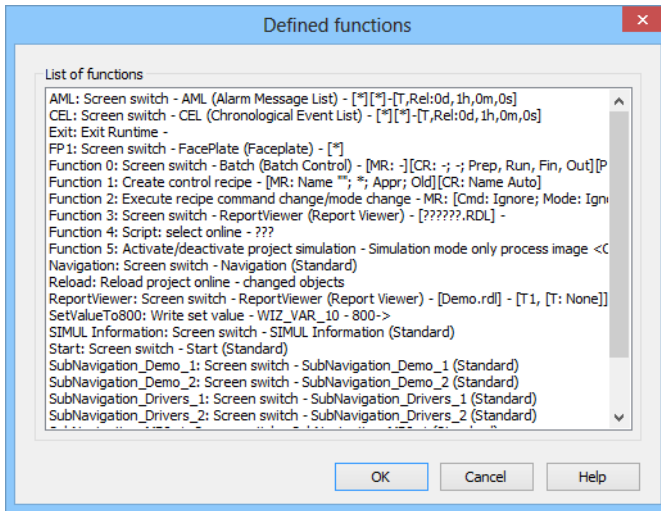 Defined functions
List of functions
AML: Screen switch - AML (Alarm Message List) - [*][*]-[T,Rel:0d,1h,0m,0s]
CEL: Screen switch - CEL (Chronological Event List) - [*][*]-[T,Rel:0d,1h,0m,0s]
Exit: Exit Runtime -
FP1: Screen switch - FacePlate (Faceplate) - [*]
Function 0: Screen switch - Batch (Batch Control) - [MR: -][CR: -; -; Prep, Run, Fin, Out][P
Function 1: Create control recipe - [MR: Name ""; *; Appr; Old][CR: Name Auto]
Function 2: Execute recipe command change/mode change - MR: [Cmd: Ignore; Mode: Ign
Function 3: Screen switch - ReportViewer (Report Viewer) - [??????.RDL] -
Function 4: Script: select online - ???
Function 5: Activate/deactivate project simulation - Simulation mode only process image <C
Navigation: Screen switch - Navigation (Standard)
Reload: Reload project online - changed objects
ReportViewer: Screen switch - ReportViewer (Report Viewer) - [Demo.rdl] - [T1, [T: None]]
SetValueTo800: Write set value - WIZ_VAR_10 - 800->
SIMUL Information: Screen switch - SIMUL Information (Standard)
Start: Screen switch - Start (Standard)
SubNavigation_Demo_1: Screen switch - SubNavigation_Demo_1 (Standard)
SubNavigation_Demo_2: Screen switch - SubNavigation_Demo_2 (Standard)
SubNavigation_Drivers_1: Screen switch - SubNavigation_Drivers_1 (Standard)
SubNavigation_Drivers_2: Screen switch - SubNavigation_Drivers_2 (Standard)
OK
Cancel
Help